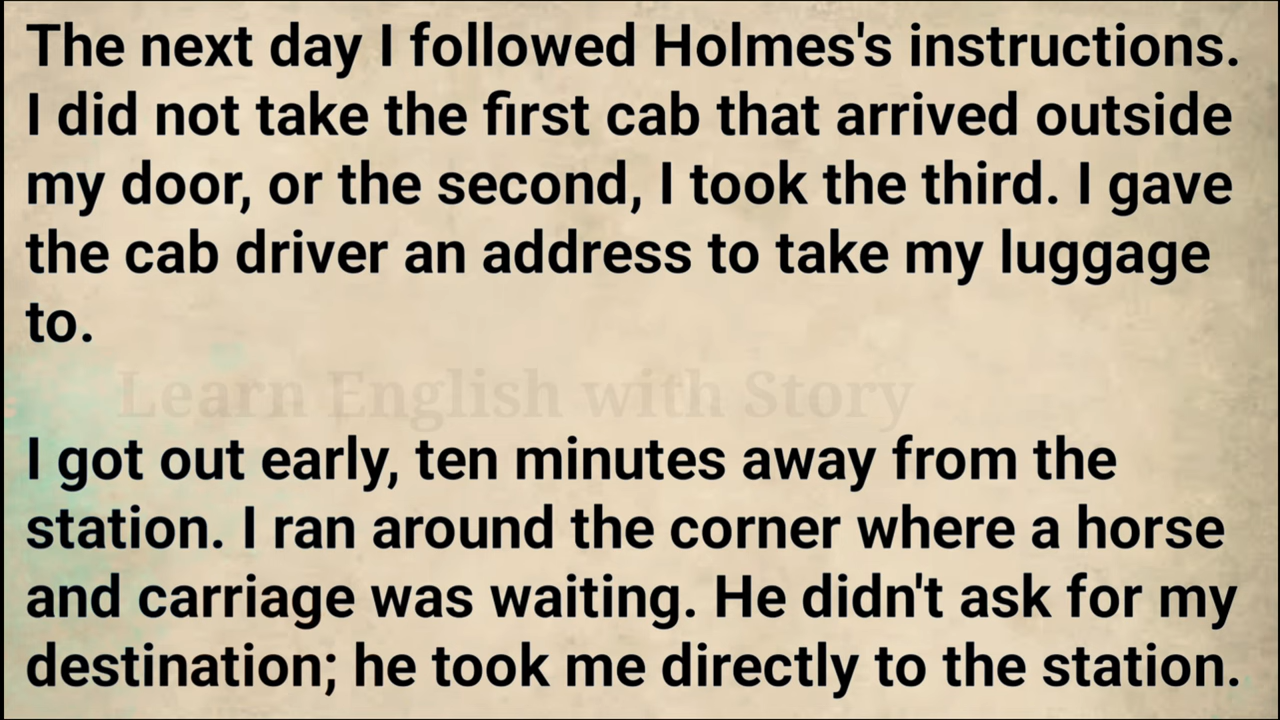 The next day I followed Holmes's instructions.
I did not take the first cab that arrived outside
my door, or the second, I took the third. I gave
the cab driver an address to take my luggage
to.
Learn English with Story
I got out early, ten minutes away from the
station. I ran around the corner where a horse
and carriage was waiting. He didn't ask for my
destination; he took me directly to the station.